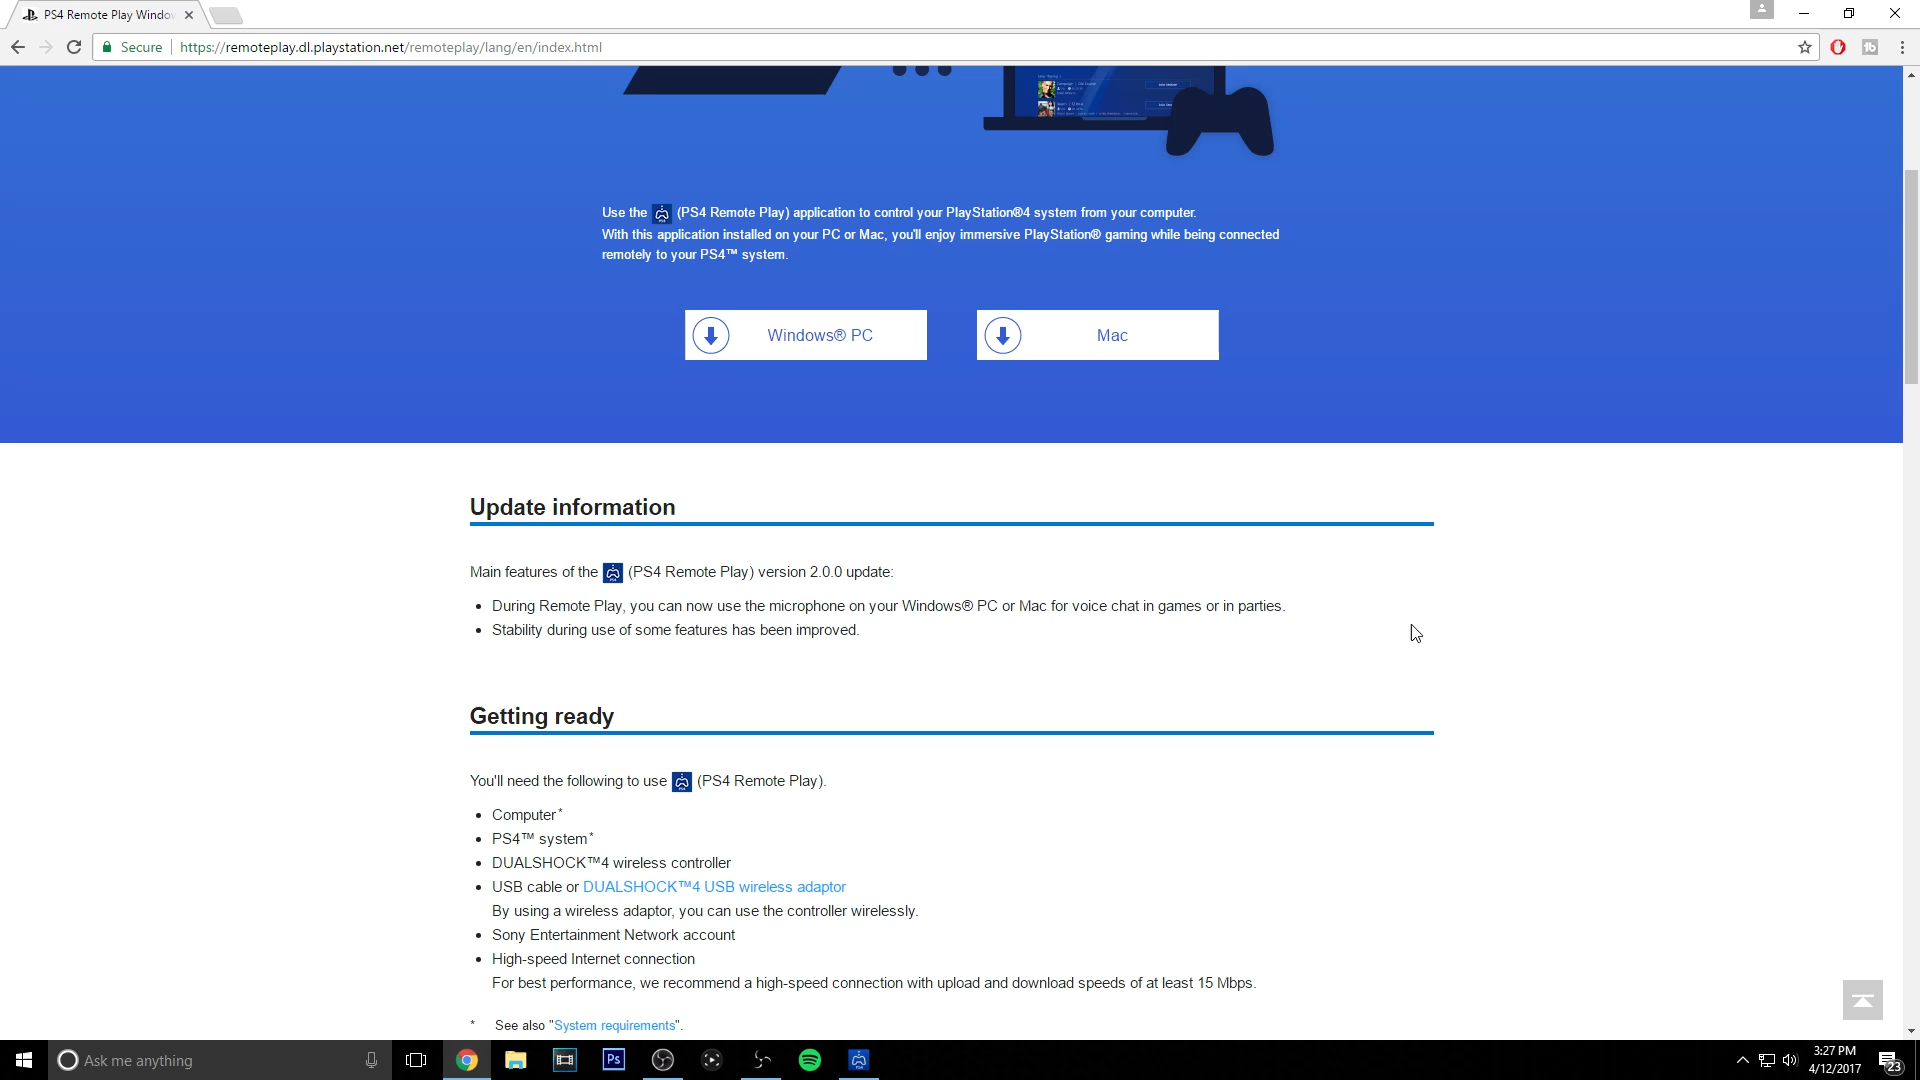 PS4 Remote Play Windo
Secure https://remoteplay.dl.playstation.net/remoteplay/lang/en/index.html
Use the (PS4 Remote Play) application to control your PlayStation®4 system from your computer.
With this application installed on your PC or Mac, you'll enjoy immersive PlayStation® gaming while being connected
remotely to your PS4™ system.
Windows® PC
Mac
Update information
Main features of the (PS4 Remote Play) version 2.0.0 update:
• During Remote Play, you can now use the microphone on your Windows® PC or Mac for voice chat in games or in parties.
• Stability during use of some features has been improved.
Getting ready
You'll need the following to use (PS4 Remote Play).
• Computer*
• PS4™ system*
• DUALSHOCK™4 wireless controller
• USB cable or DUALSHOCK™4 USB wireless adaptor
By using a wireless adaptor, you can use the controller wirelessly.
• Sony Entertainment Network account
• High-speed Internet connection
For best performance, we recommend a high-speed connection with upload and download speeds of at least 15 Mbps.
* See also "System requirements".
Ask me anything
Ps
3:27 PM
4/12/2017
23